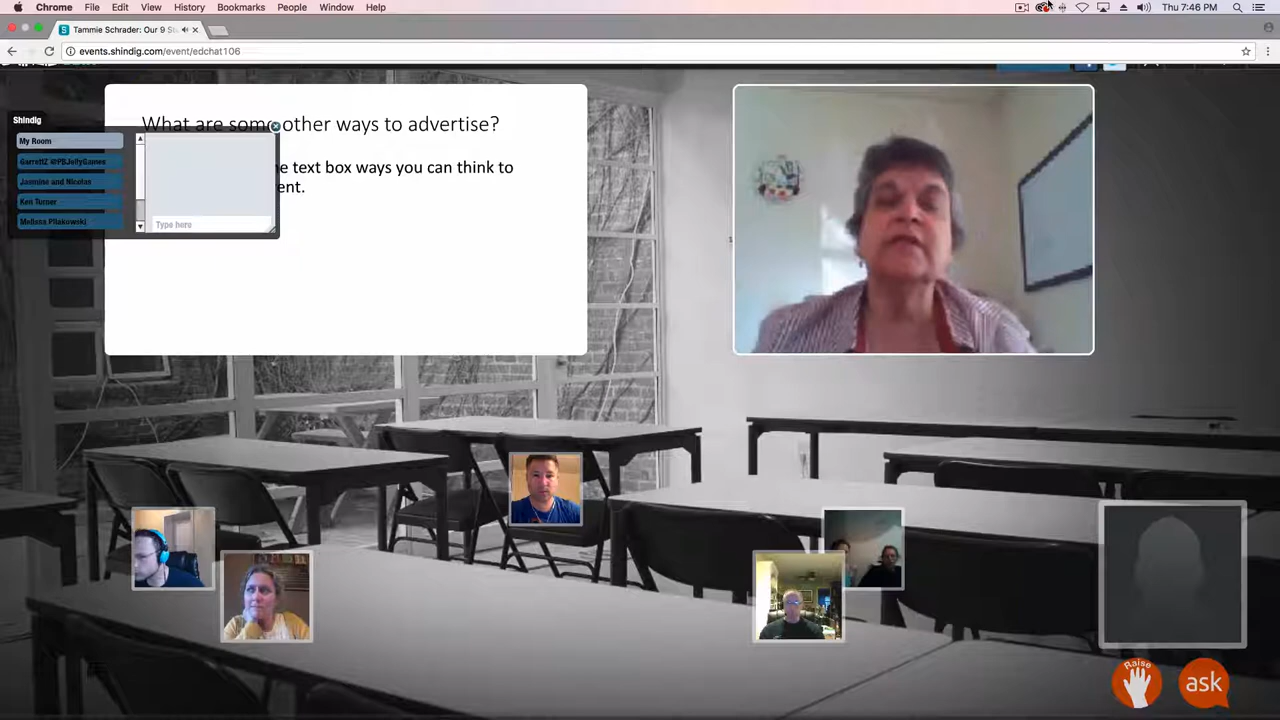 Chrome File Edit View History Bookmarks People Window Help Thu 7:46 PM
S Tammie Schrader: Our 9 St
events.shindig.com/event/edchat106
What are some other ways to advertise?
Shindig
My Room
GarrettZ @PBJellyGames
e text box ways you can think to
Jasmine and Nicolas
ent.
Ken Turner
Melissa Pilakowski
Type here
Raise
ask